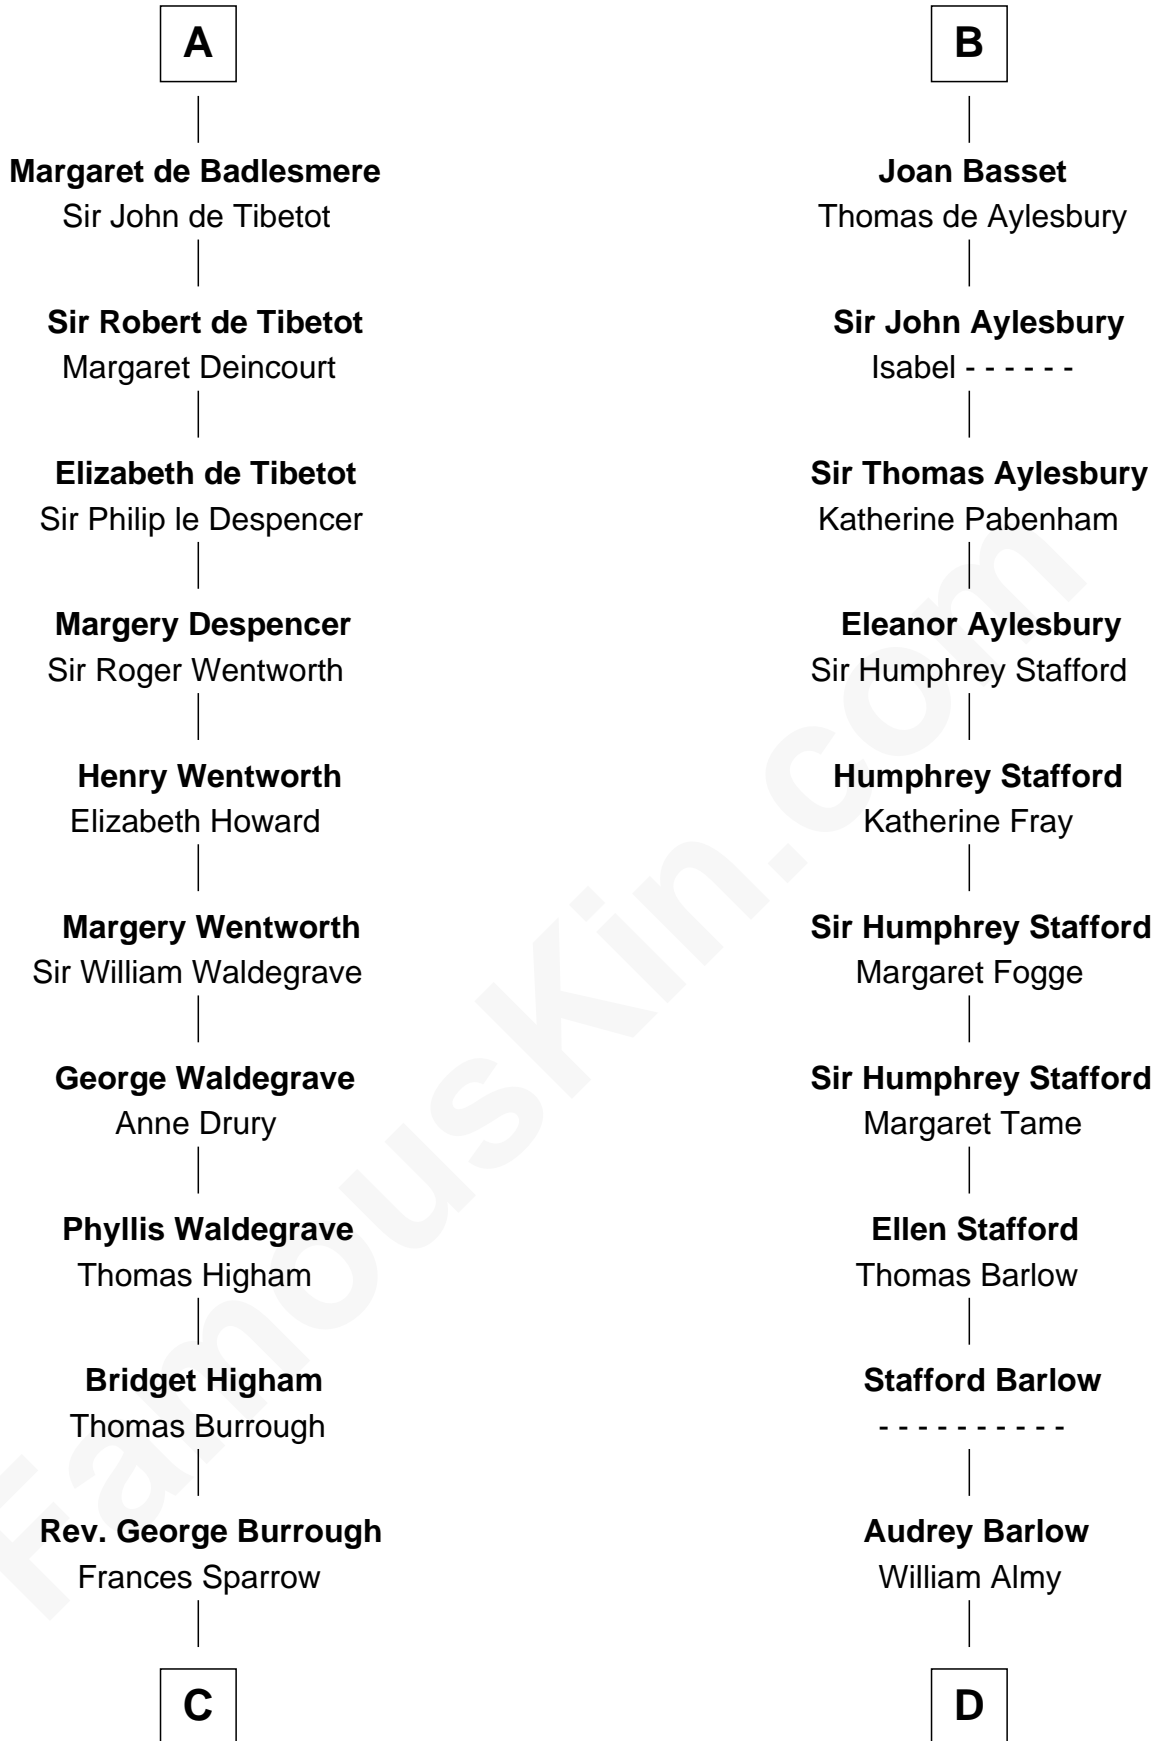 A
Margaret de Badlesmere
Sir John de Tibetot
Sir Robert de Tibetot
Margaret Deincourt
Elizabeth de Tibetot
Sir Philip le Despencer
Margery Despencer
Sir Roger Wentworth
Henry Wentworth
Elizabeth Howard
Margery Wentworth
Sir William Waldegrave
George Waldegrave
Anne Drury
Phyllis Waldegrave
Thomas Higham
Bridget Higham
Thomas Burrough
Rev. George Burrough
Frances Sparrow
C
B
Joan Basset
Thomas de Aylesbury
Sir John Aylesbury
Isabel - - - - - -
Sir Thomas Aylesbury
Katherine Pabenham
Eleanor Aylesbury
Sir Humphrey Stafford
Humphrey Stafford
Katherine Fray
Sir Humphrey Stafford
Margaret Fogge
Sir Humphrey Stafford
Margaret Tame
Ellen Stafford
Thomas Barlow
Stafford Barlow
- - - - - - - - - -
Audrey Barlow
William Almy
D
FamousKin.com